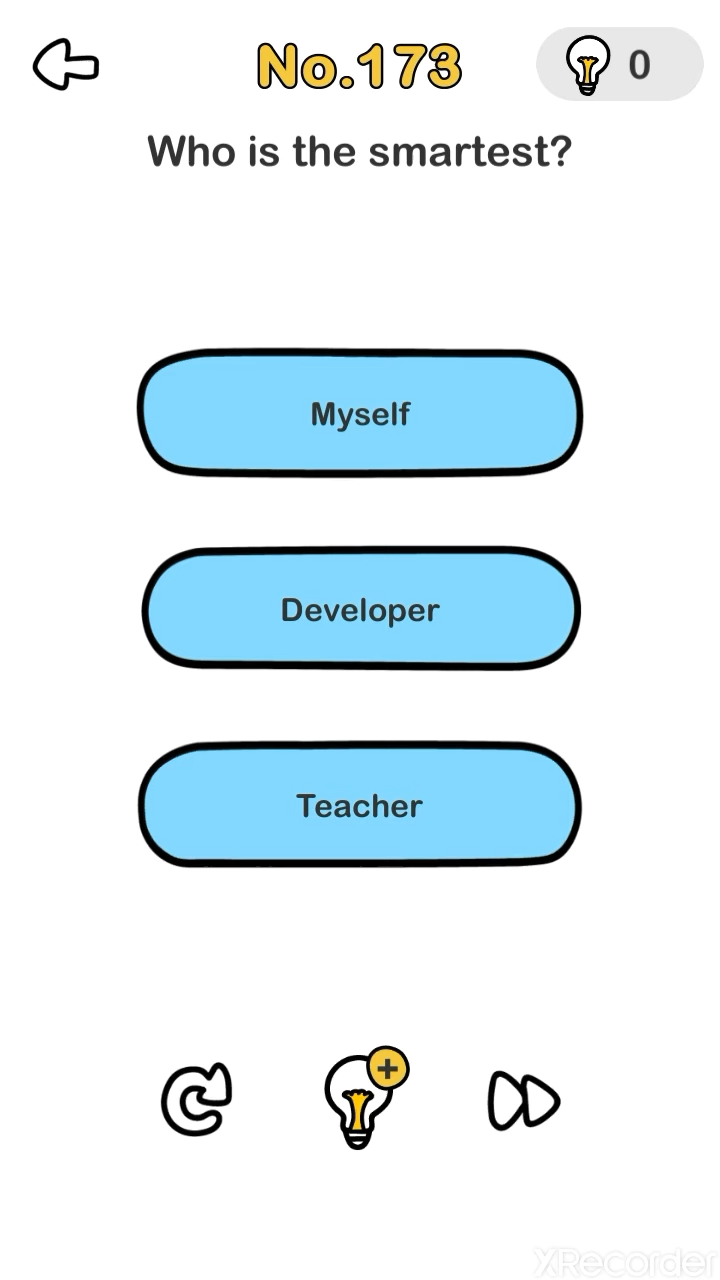 No.173
0
Who is the smartest?
Myself
Developer
Teacher
XRecorder